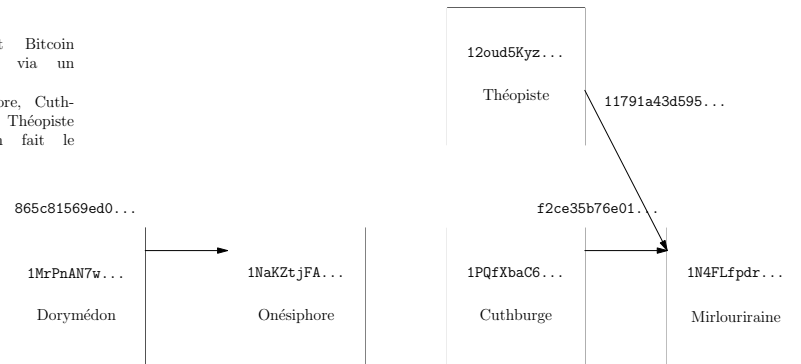 t Bitcoin
via un
ore, Cuth-
Théopiste
n fait le
12oud5Kyz...
Théopiste
11791a43d595...
865c81569ed0...
f2ce35b76e01...
1MrPnAN7w...
1NaKZtjFA...
1PQfXbaC6...
1N4FLfpdr...
Dorymédon
Onésiphore
Cuthburge
Mirlouriraine